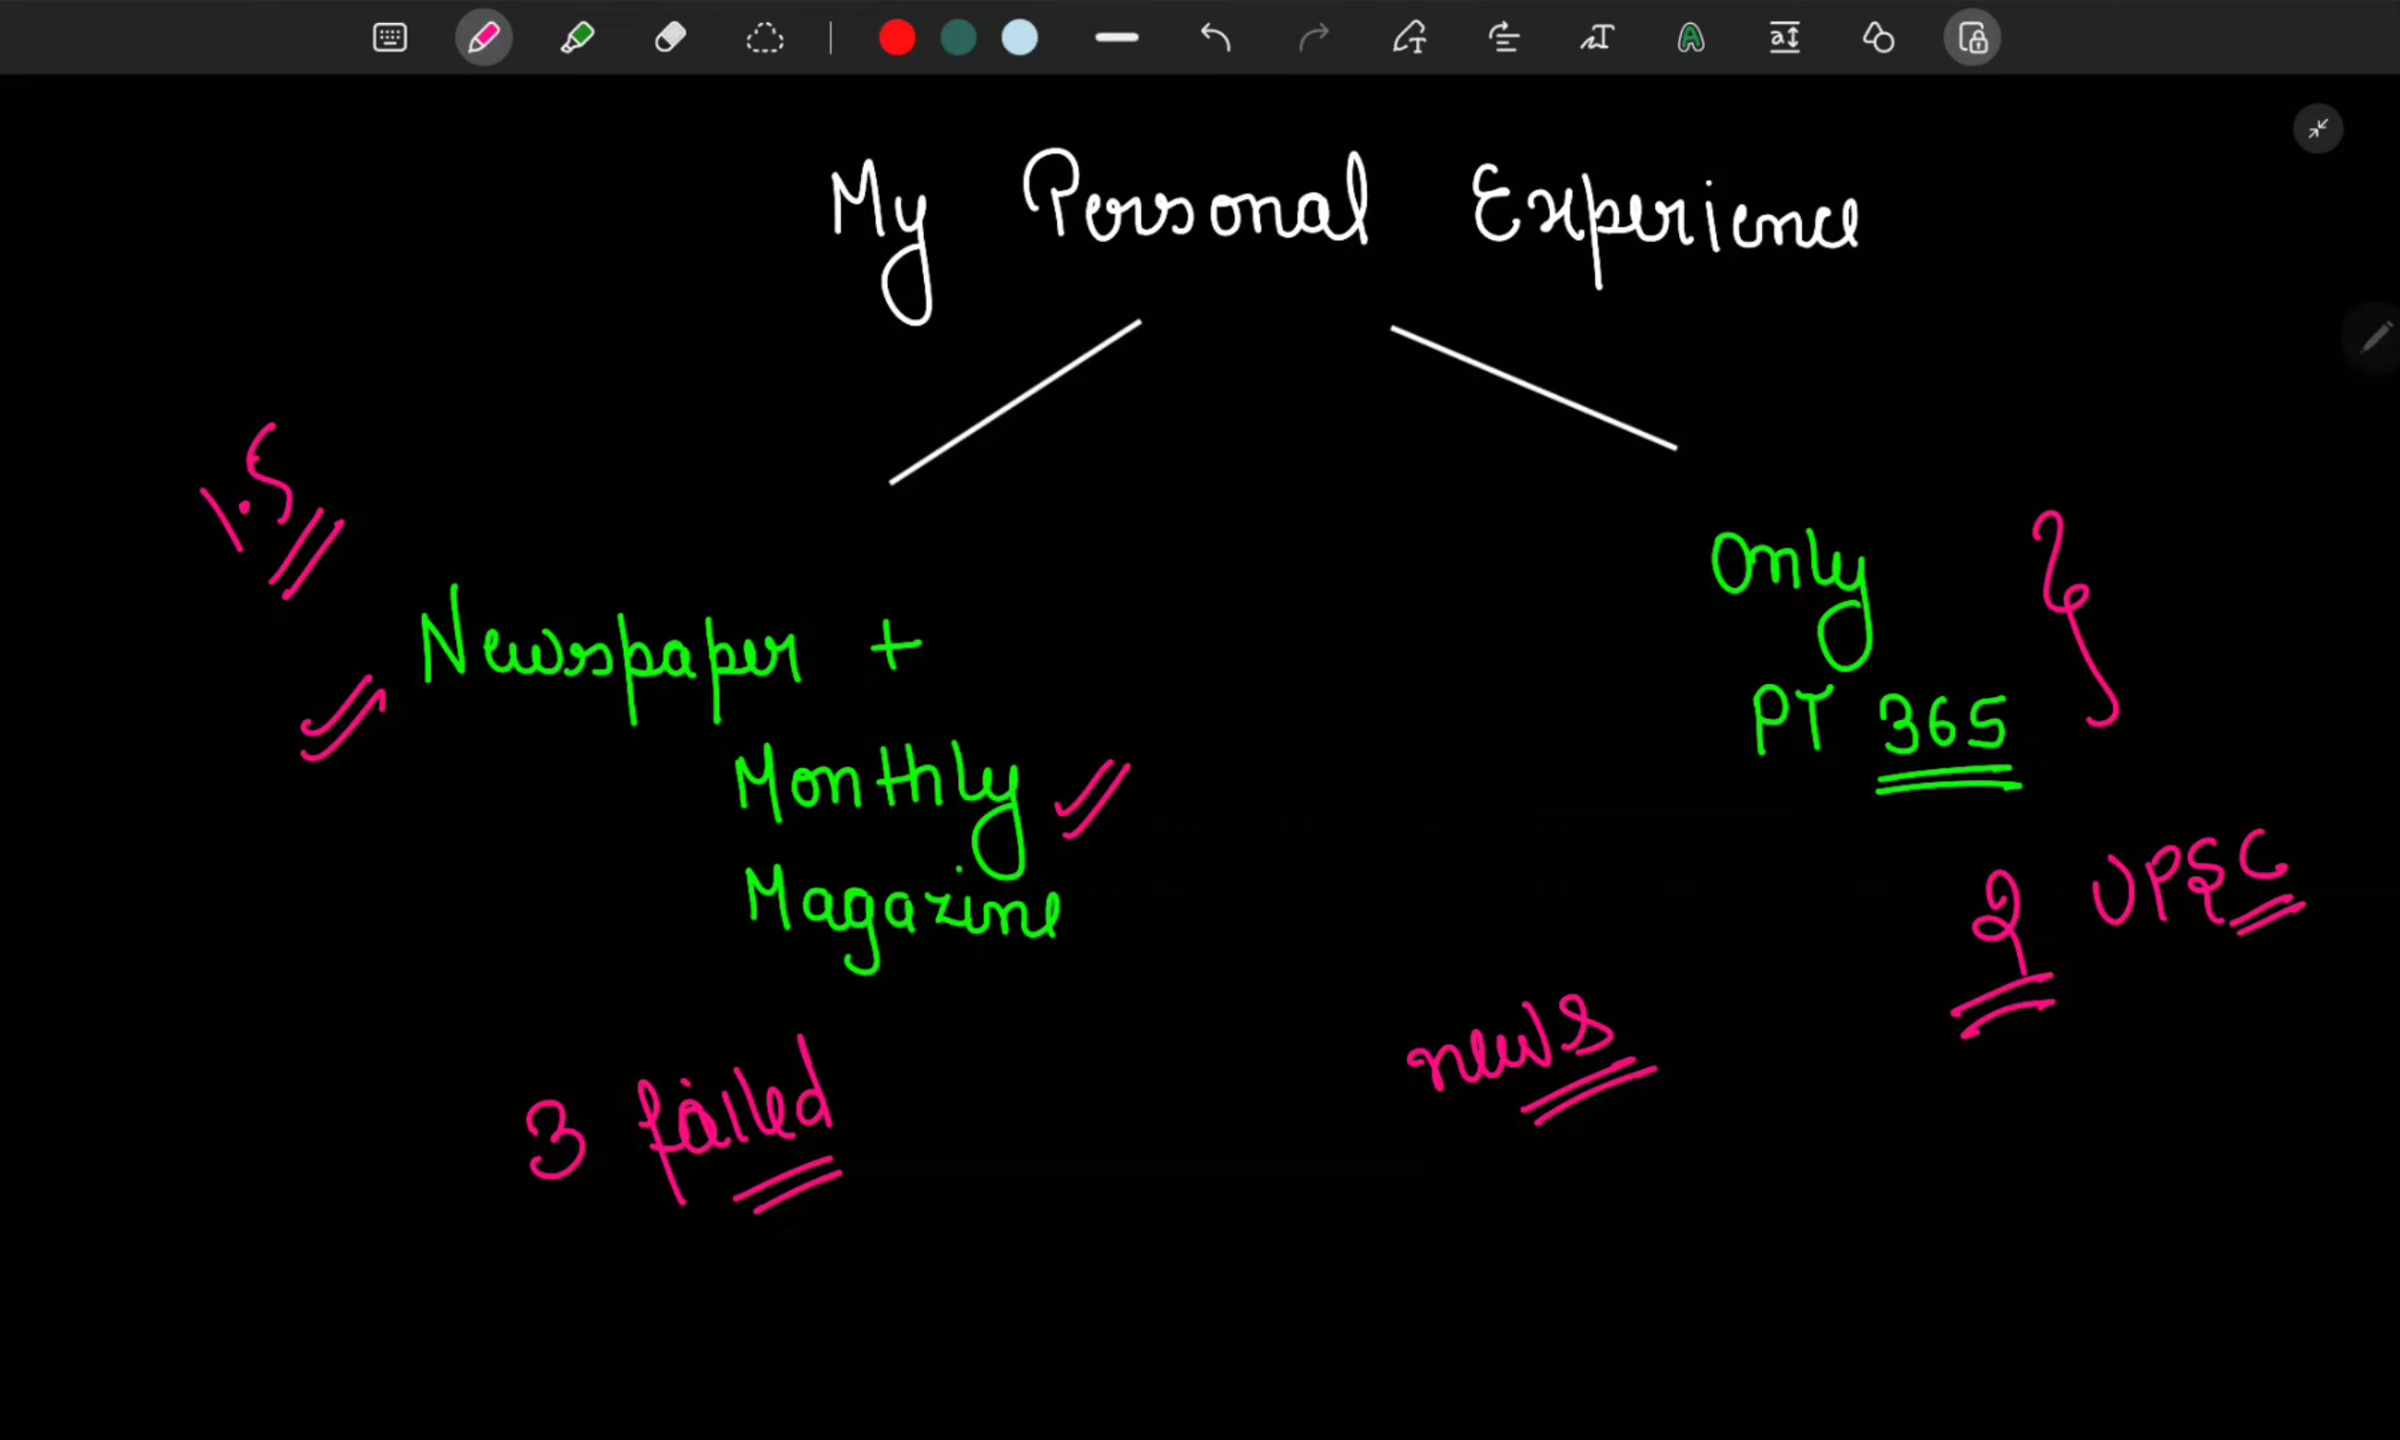 My Personal Experience
1.5
Newspaper +
Monthly
Magazine
3 failed
Only
PT 365
2 UPSC
news